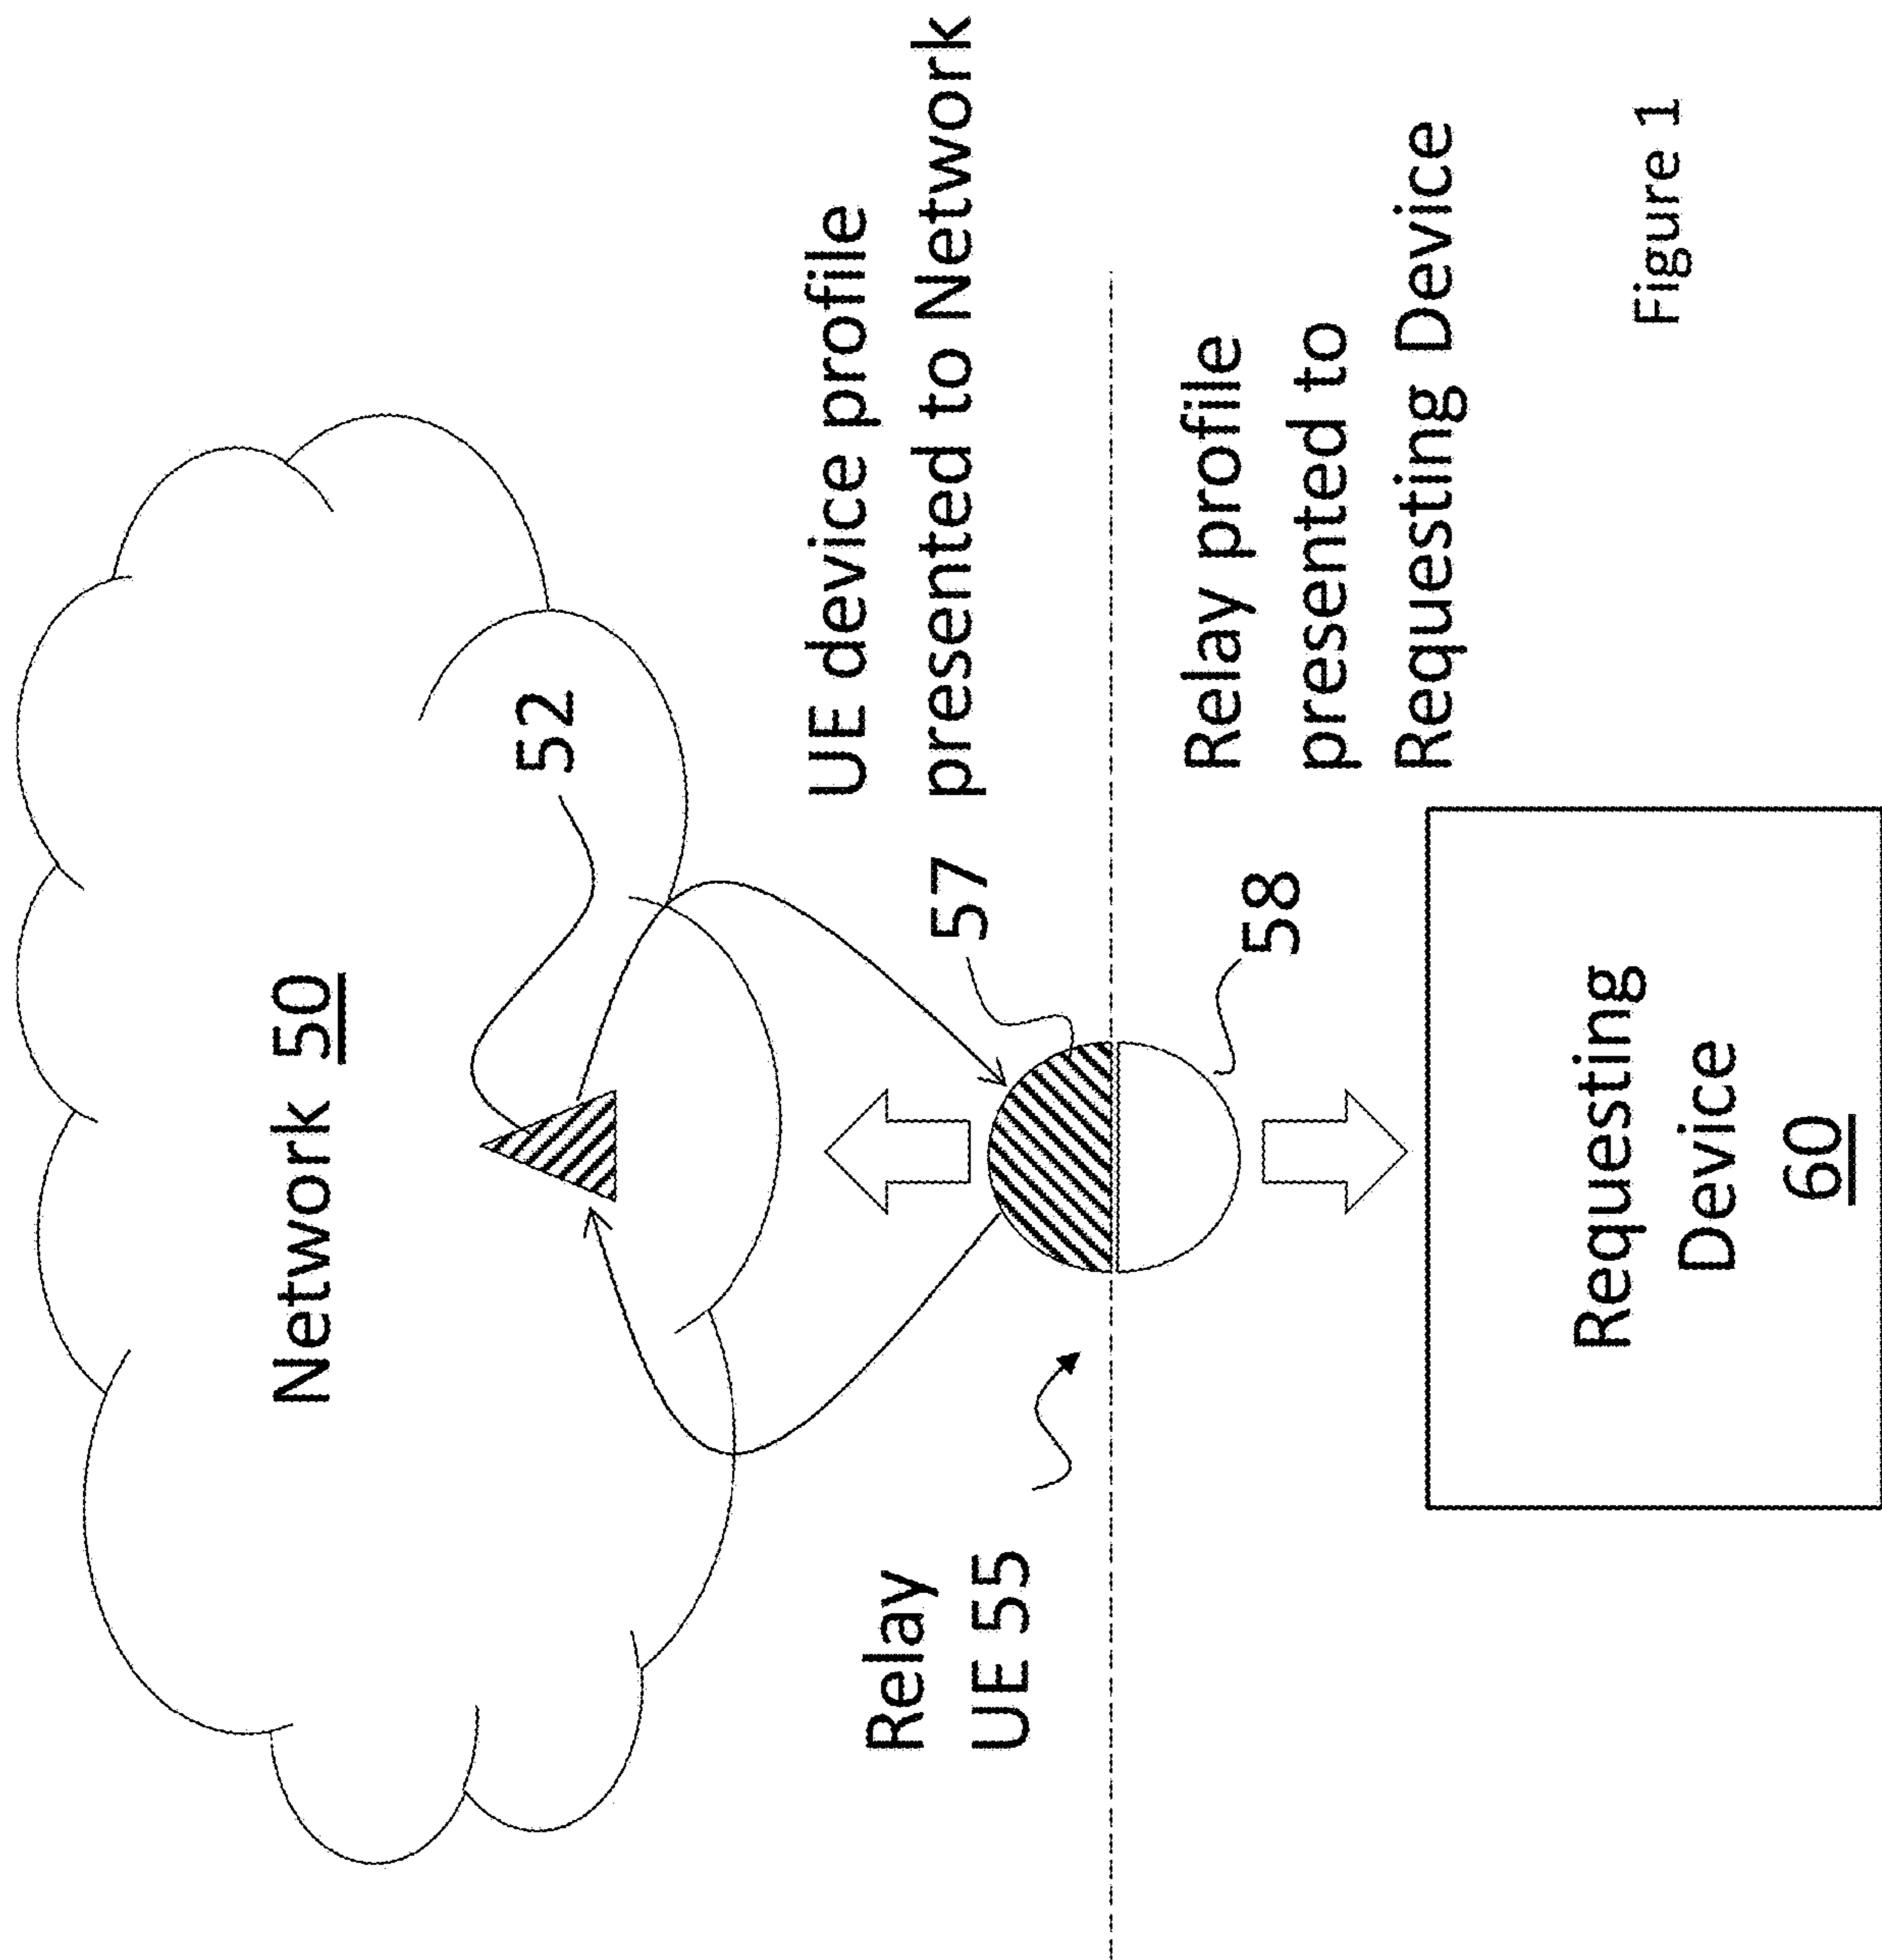 Network 50
52
UE device profile
presented to Network
57
Relay
UE 55
58
Relay profile
presented to
Requesting Device
Requesting
Device
60
Figure 1